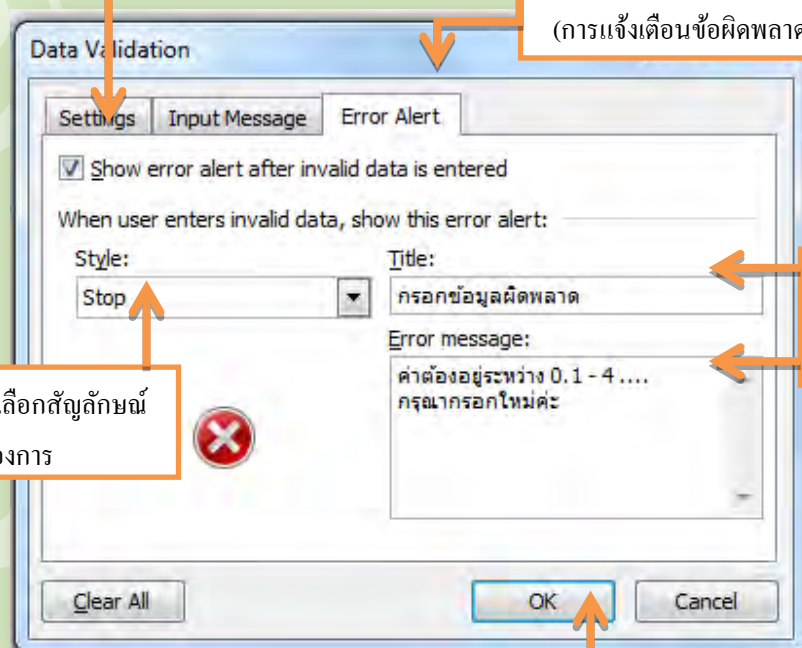 (การแจ้งเตือนข้อผิดพลาด
Data Validation
Settings Input Message Error Alert
Show error alert after invalid data is entered
When user enters invalid data, show this error alert:
Style: Title:
Stop กรอกข้อมูลผิดพลาด
Error message:
ค่าต้องอยู่ระหว่าง 0.1 - 4 ....
กรุณากรอกใหม่ค่ะ
ลือกสัญลักษณ์
องการ
Clear All OK Cancel